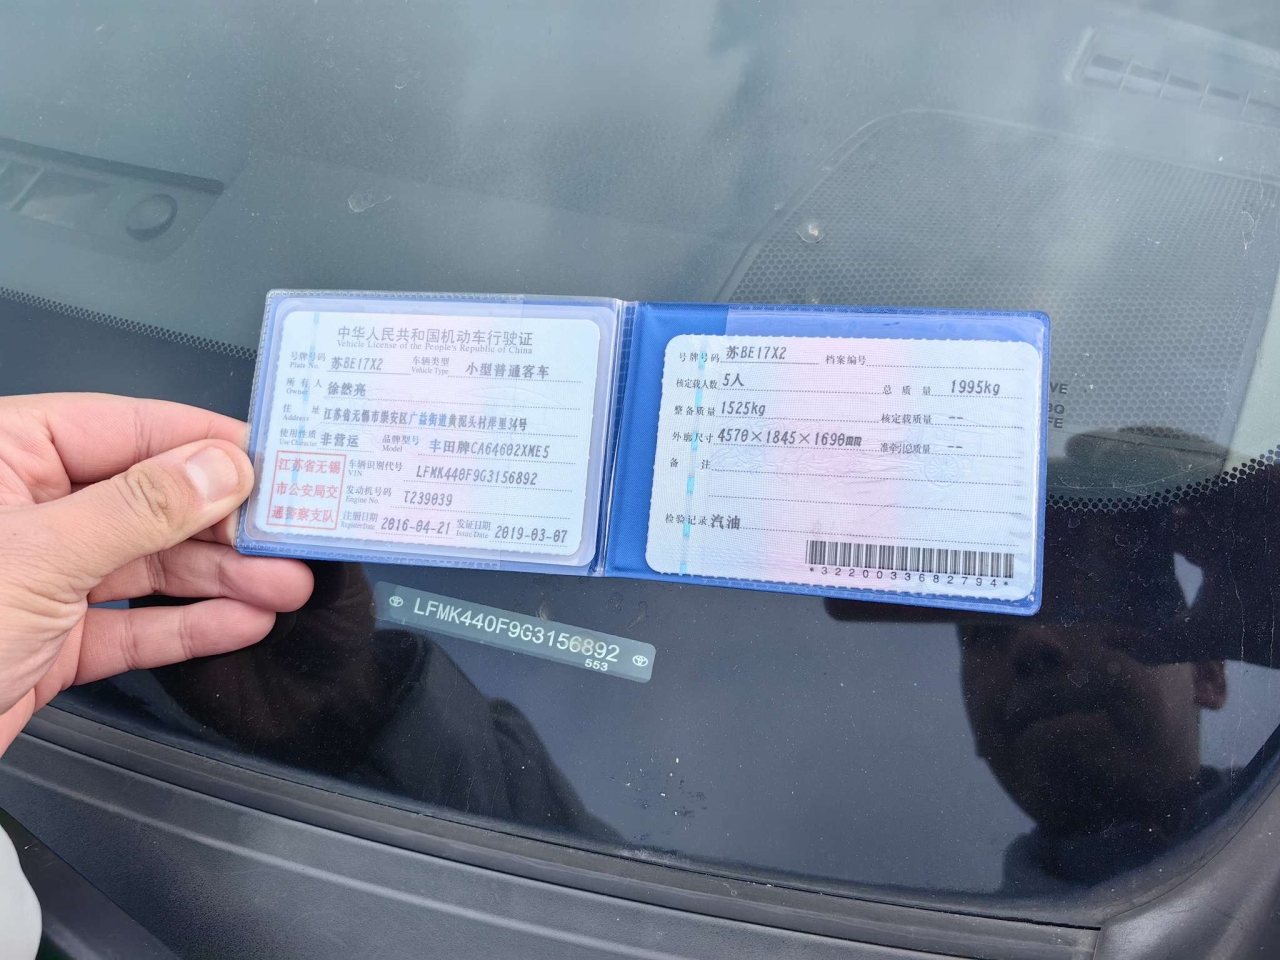 中华人民共和国机动车行驶证
Vehicle License of the People's Republic of China
号牌号码 Plate No. 苏BE17X2 车辆类型 Vehicle Type 小型普通客车
所有人 Owner 徐然亮
住址 Address 江苏省无锡市崇安区广益街道黄泥头村岸里34号
使用性质 Use Character 非营运 品牌型号 Model 丰田牌CA64602XME5
江苏省无锡
市公安局交
通警察支队
车辆识别代号 VIN LFMK440F9G3156892
发动机号码 Engine No. T239039
注册日期 Register Date 2016-04-21 发证日期 Issue Date 2019-03-07
号牌号码 苏BE17X2 档案编号
核定载人数 5人 总质量 1995kg
整备质量 1525kg 核定载质量 --
外廓尺寸 4570×1845×1690mm 准牵引总质量 --
备注
检验记录 汽油
*3220033682794*
LFMK440F9G3156892
553